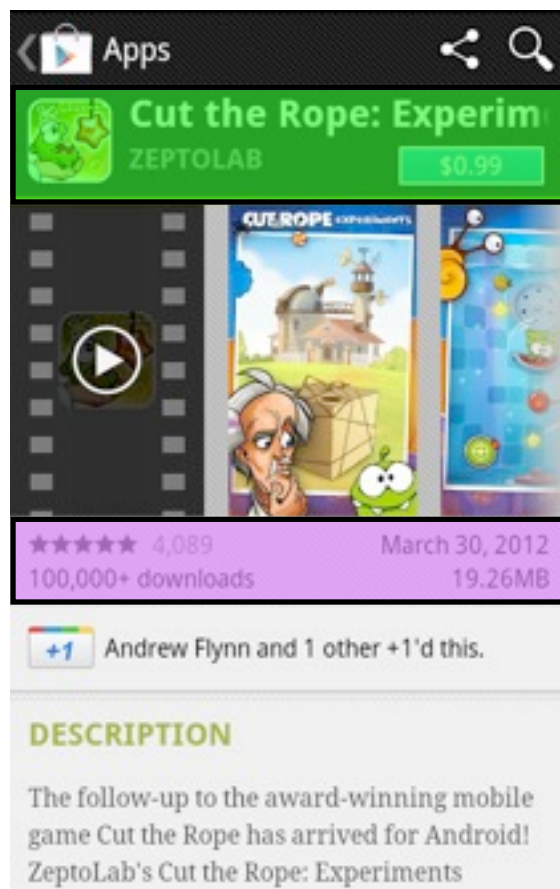 Apps
Cut the Rope: Experim
ZEPTOLAB
$0.99
CUT ROPE EXPERIMENTS
★★★★★ 4,089
March 30, 2012
100,000+ downloads
19.26MB
+1 Andrew Flynn and 1 other +1'd this.
DESCRIPTION
The follow-up to the award-winning mobile
game Cut the Rope has arrived for Android!
ZeptoLab's Cut the Rope: Experiments